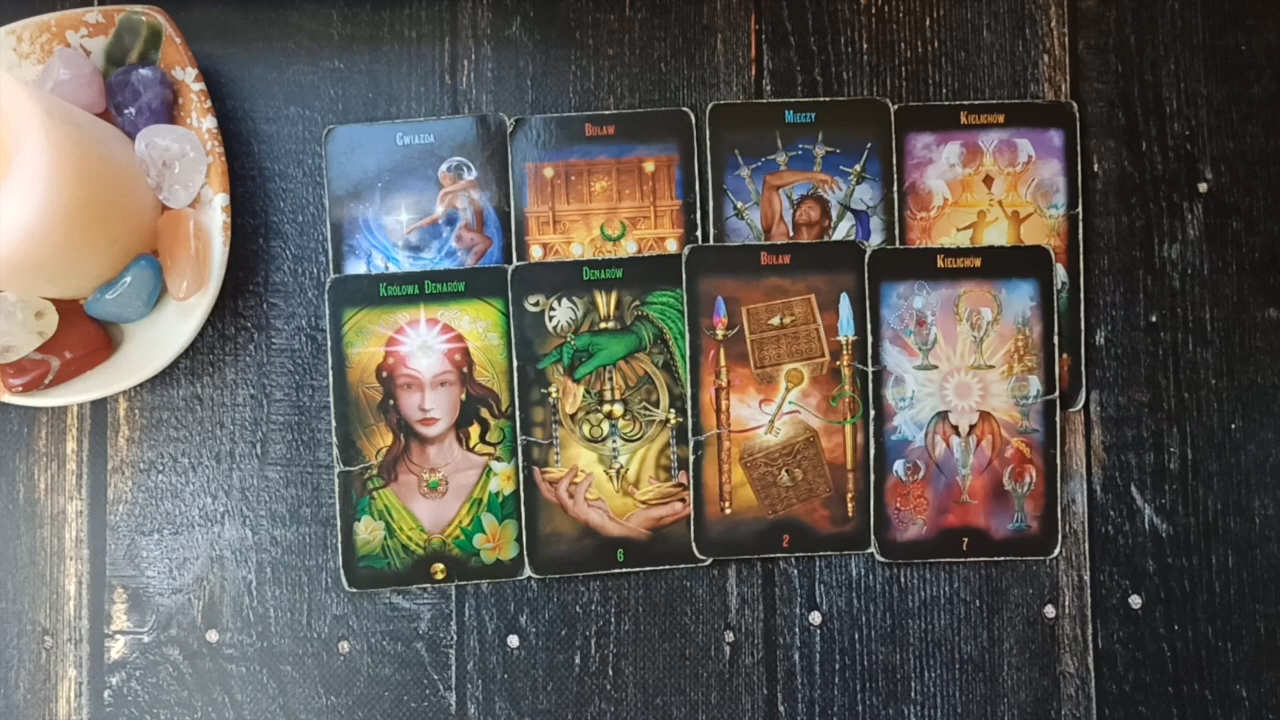 Gwiazda
Buław
Mieczy
Kielichów
Królowa Denarów
Denarów
6
Buław
2
Kielichów
7